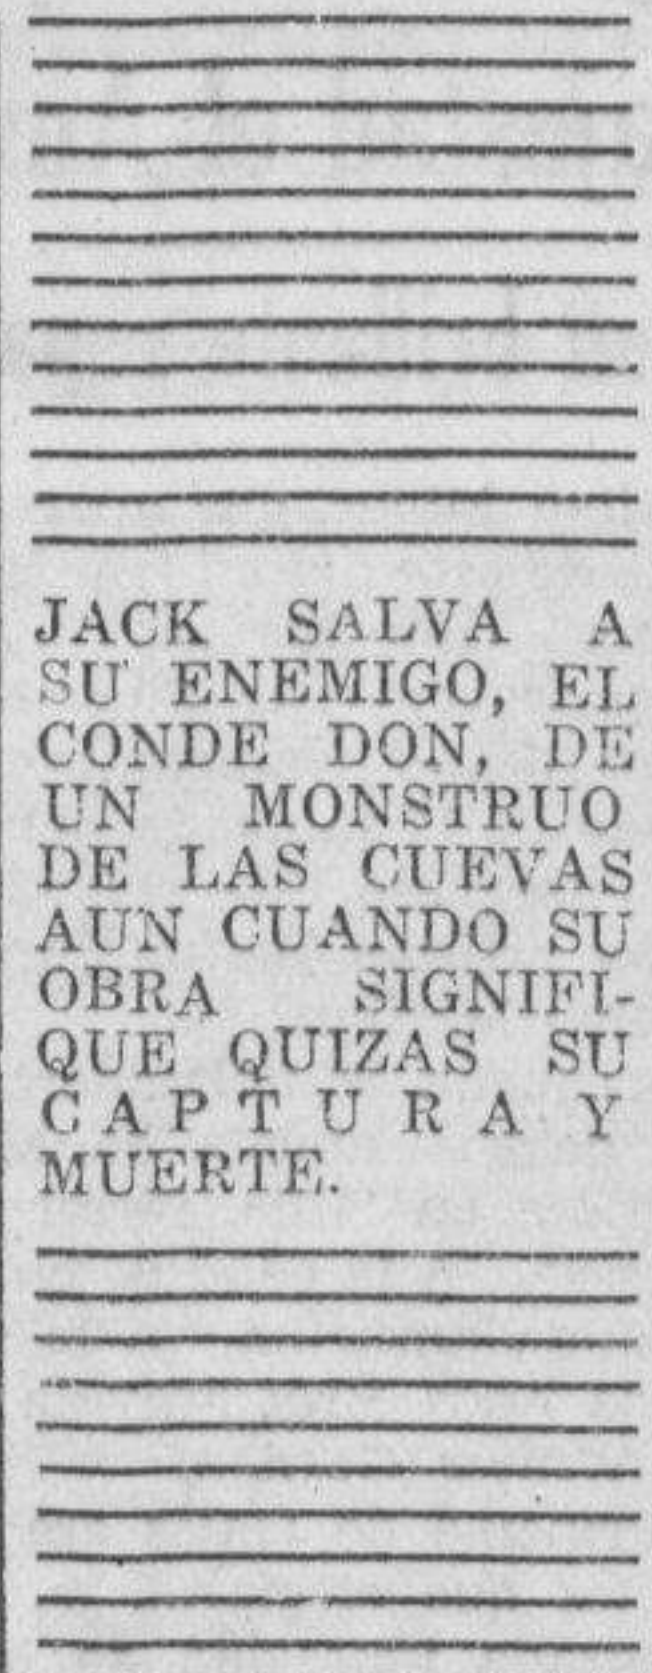 JACK SALVA A
SU ENEMIGO, EL
CONDE DON, DE
UN MONSTRUO
DE LAS CUEVAS
AUN CUANDO SU
OBRA SIGNIFI-
QUE QUIZAS SU
CAPTURA Y
MUERTE.